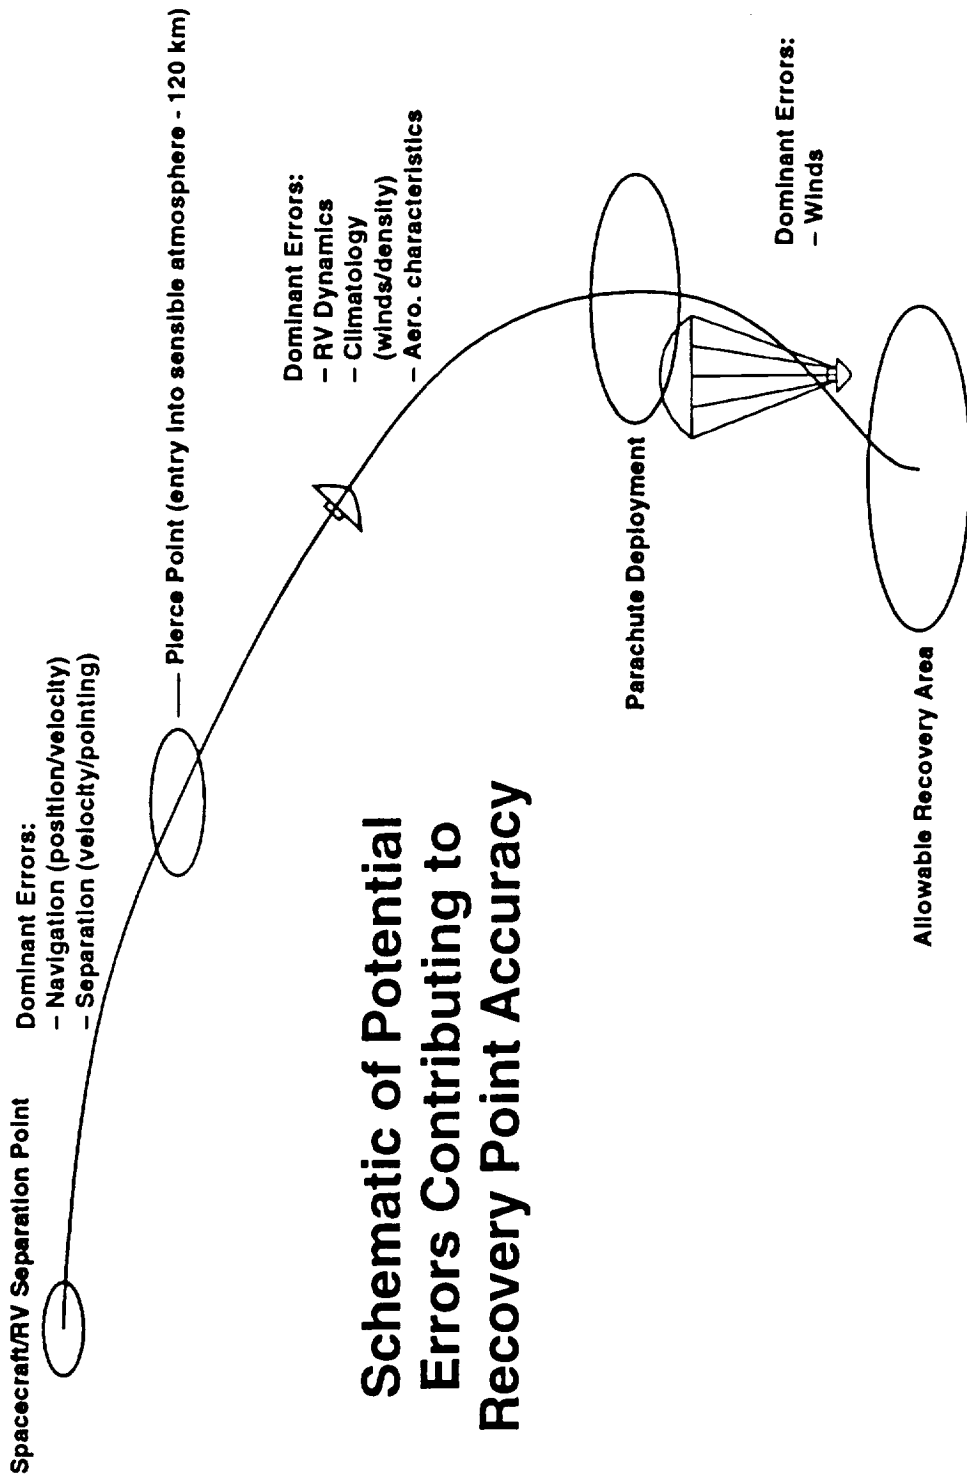 Spacecraft/RV Separation Point
Dominant Errors:
– Navigation (position/velocity)
– Separation (velocity/pointing)
Pierce Point (entry into sensible atmosphere - 120 km)
Dominant Errors:
– RV Dynamics
– Climatology
(winds/density)
– Aero. characteristics
Schematic of Potential
Errors Contributing to
Recovery Point Accuracy
Parachute Deployment
Dominant Errors:
– Winds
Allowable Recovery Area